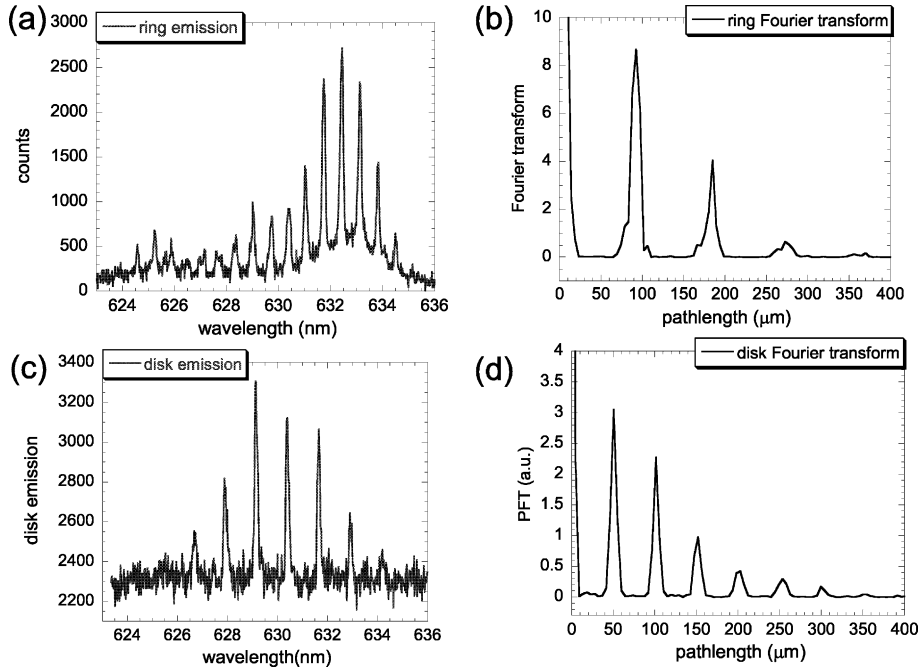 (a)
ring emission
3000
2500
2000
1500
1000
500
0
counts
624 626 628 630 632 634 636
wavelength (nm)
(b)
ring Fourier transform
10
8
6
4
2
0
Fourier transform
0 50 100 150 200 250 300 350 400
pathlength (μm)
(c)
disk emission
3400
3200
3000
2800
2600
2400
2200
disk emission
624 626 628 630 632 634 636
wavelength(nm)
(d)
disk Fourier transform
4
3.5
3
2.5
2
1.5
1
0.5
0
PFT (a.u.)
0 50 100 150 200 250 300 350 400
pathlength (μm)